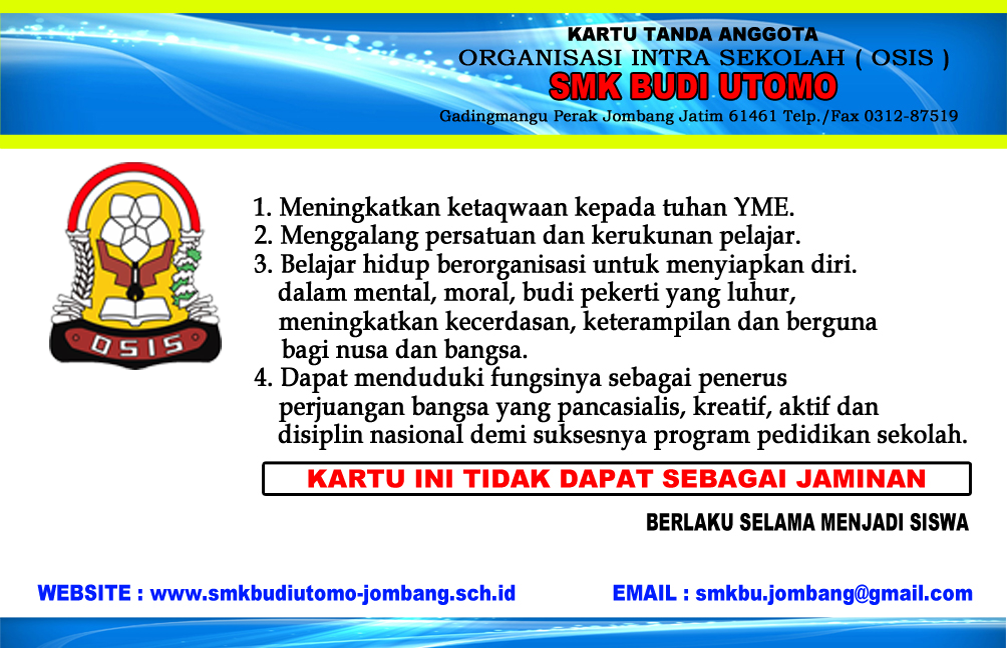 KARTU TANDA ANGGOTA
ORGANISASI INTRA SEKOLAH ( OSIS )
SMK BUDI UTOMO
Gadingmangu Perak Jombang Jatim 61461 Telp./Fax 0312-87519
OSIS
1. Meningkatkan ketaqwaan kepada tuhan YME.
2. Menggalang persatuan dan kerukunan pelajar.
3. Belajar hidup berorganisasi untuk menyiapkan diri.
dalam mental, moral, budi pekerti yang luhur,
meningkatkan kecerdasan, keterampilan dan berguna
bagi nusa dan bangsa.
4. Dapat menduduki fungsinya sebagai penerus
perjuangan bangsa yang pancasialis, kreatif, aktif dan
disiplin nasional demi suksesnya program pedidikan sekolah.
KARTU INI TIDAK DAPAT SEBAGAI JAMINAN
BERLAKU SELAMA MENJADI SISWA
WEBSITE : www.smkbudiutomo-jombang.sch.id
EMAIL : smkbu.jombang@gmail.com